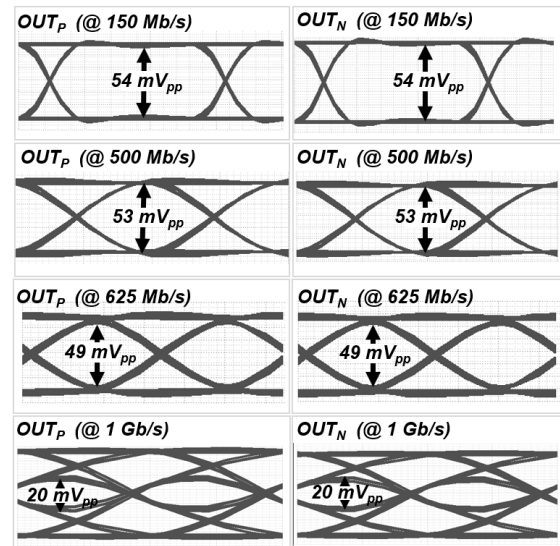 OUTP (@ 150 Mb/s)
OUTN (@ 150 Mb/s)
54 mVpp
54 mVpp
OUTP (@ 500 Mb/s)
OUTN (@ 500 Mb/s)
53 mVpp
53 mVpp
OUTP (@ 625 Mb/s)
OUTN (@ 625 Mb/s)
49 mVpp
49 mVpp
OUTP (@ 1 Gb/s)
OUTN (@ 1 Gb/s)
20 mVpp
20 mVpp